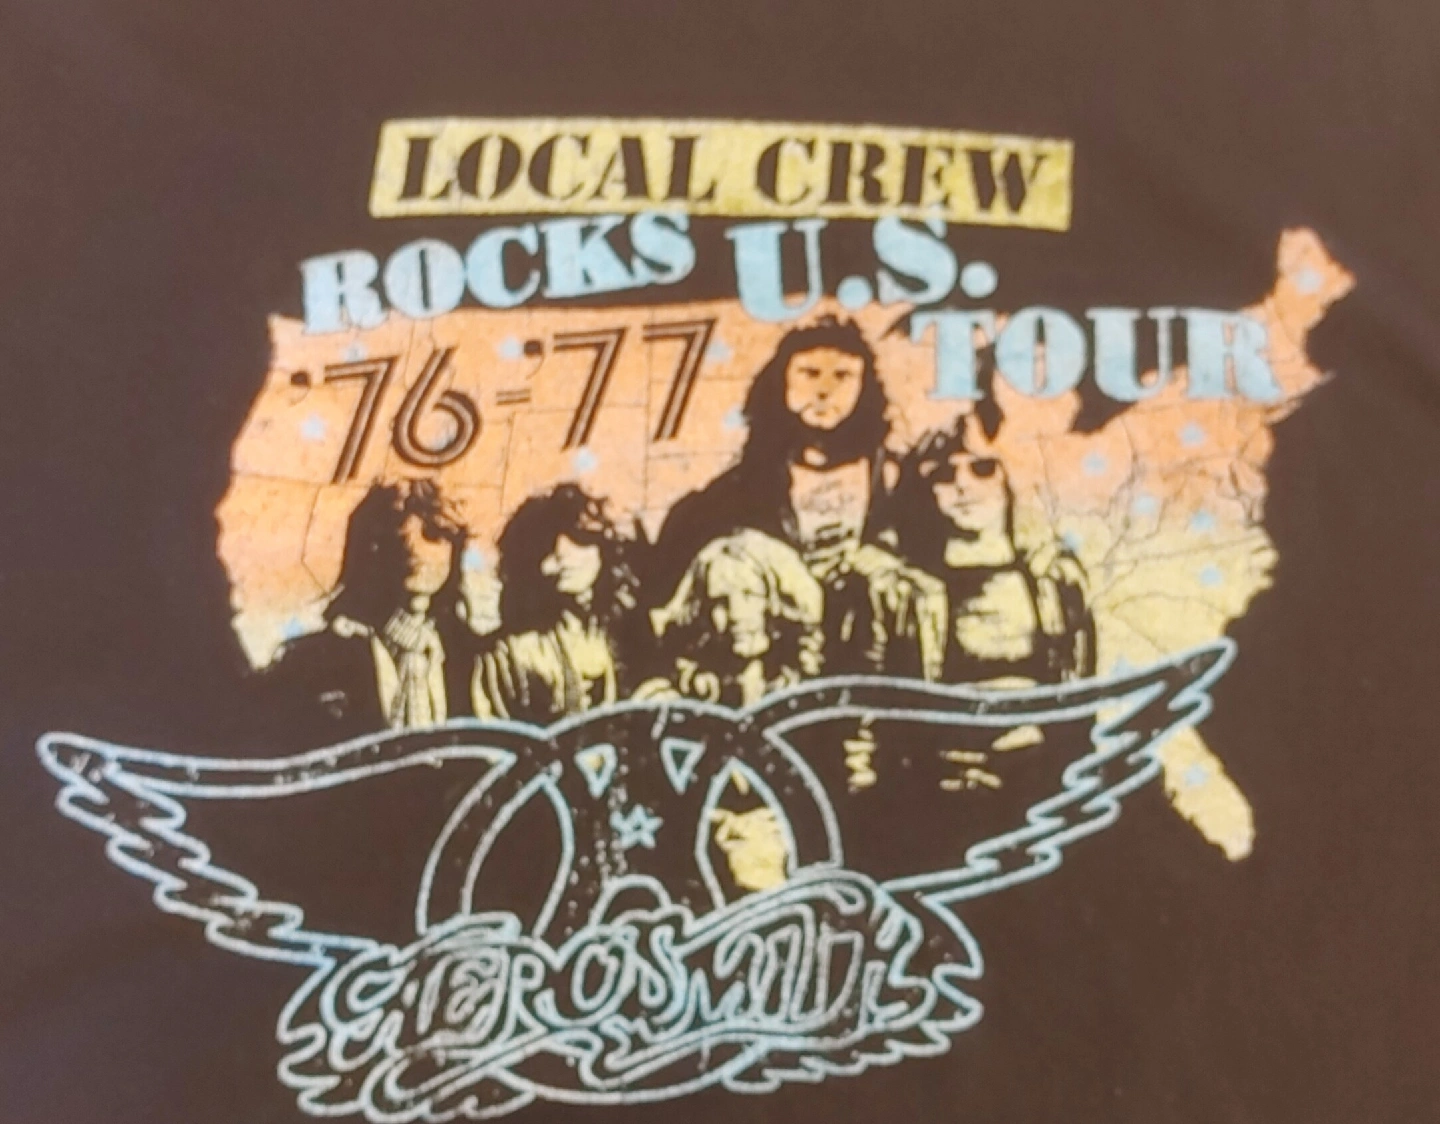 LOCAL CREW
ROCKS U.S.
TOUR
'76-'77
AEROSMITH